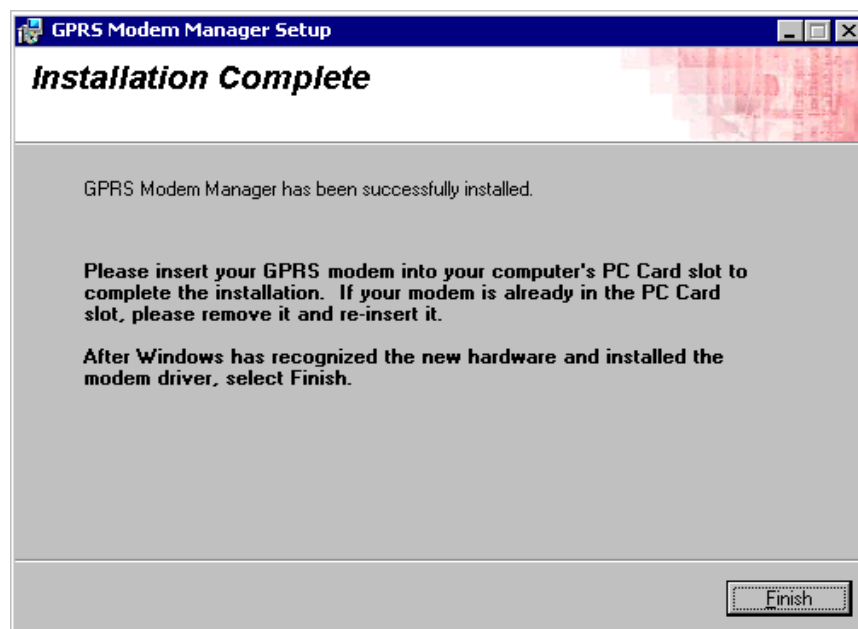 GPRS Modem Manager Setup
Installation Complete
GPRS Modem Manager has been successfully installed.
Please insert your GPRS modem into your computer's PC Card slot to
complete the installation.  If your modem is already in the PC Card
slot, please remove it and re-insert it.
After Windows has recognized the new hardware and installed the
modem driver, select Finish.
Finish